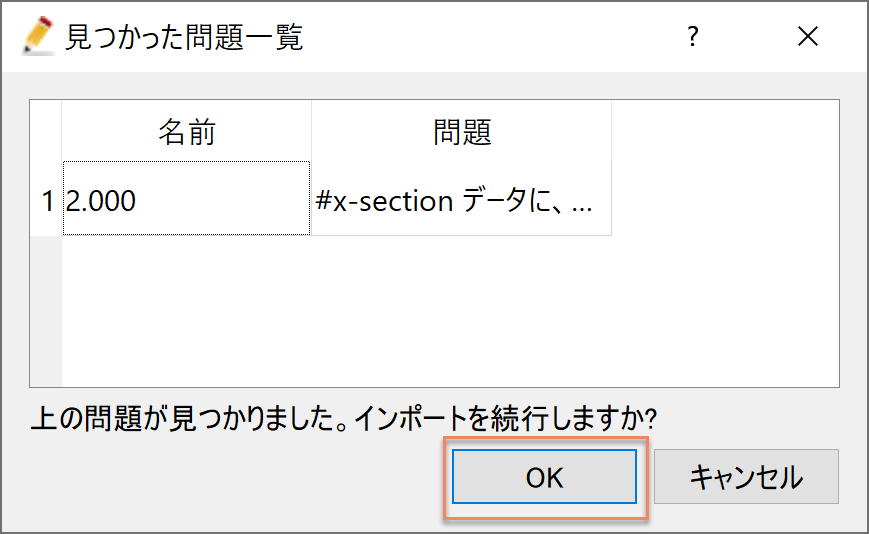 見つかった問題一覧 ?
名前 問題
1 2.000 #x-section データに、...
上の問題が見つかりました。インポートを続行しますか?
OK キャンセル